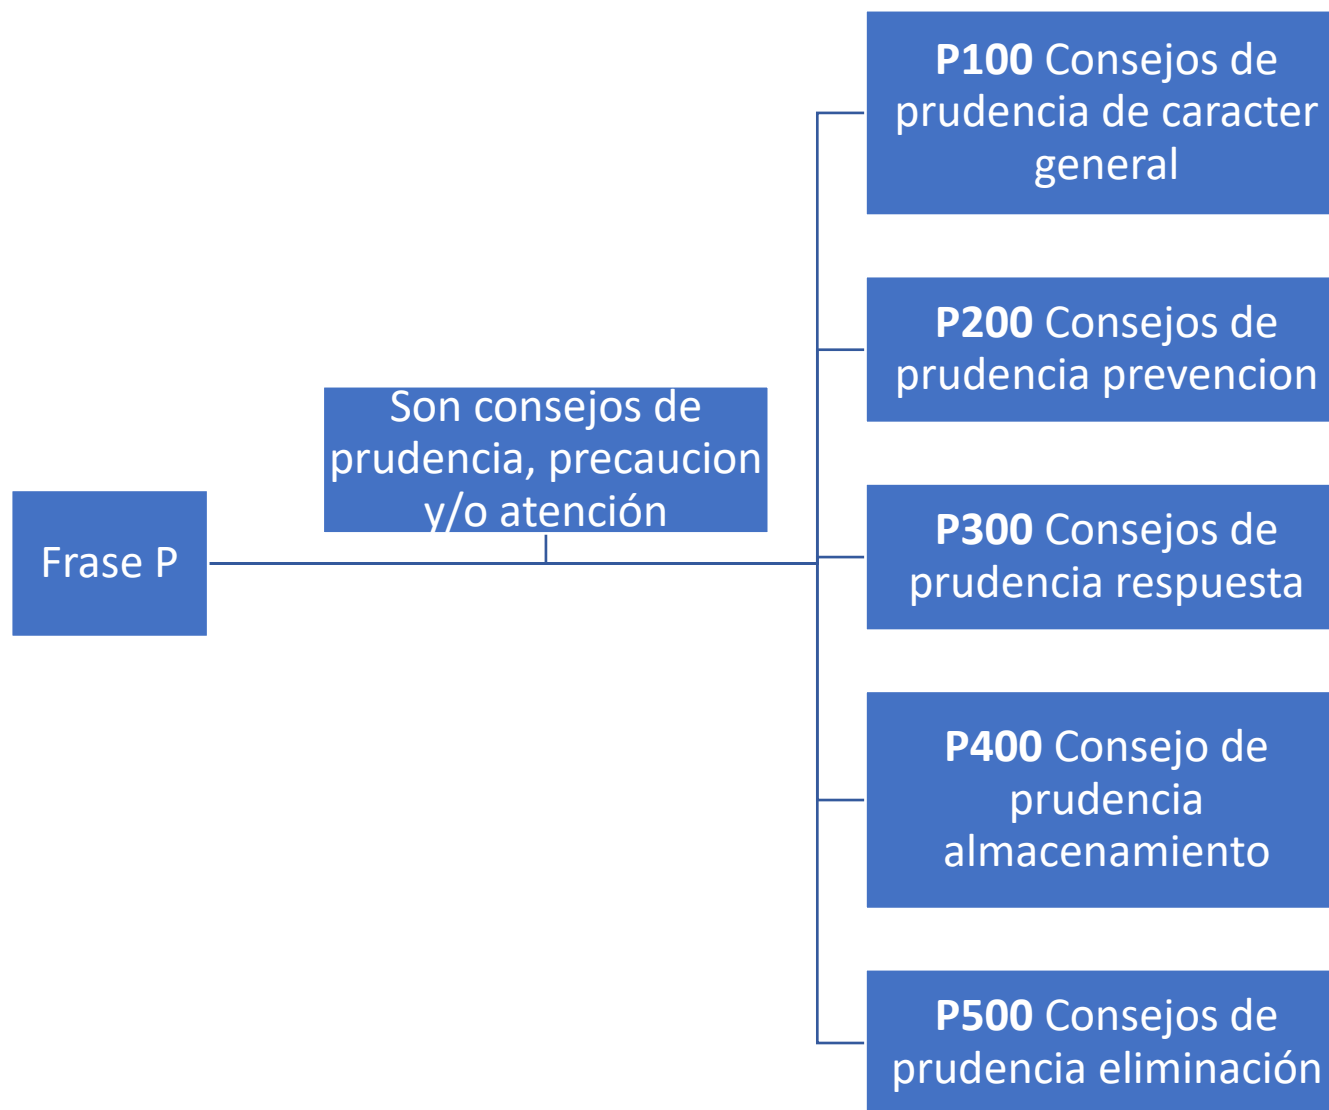 Frase P
Son consejos de
prudencia, precaucion
y/o atención
P100 Consejos de
prudencia de caracter
general
P200 Consejos de
prudencia prevencion
P300 Consejos de
prudencia respuesta
P400 Consejo de
prudencia
almacenamiento
P500 Consejos de
prudencia eliminación